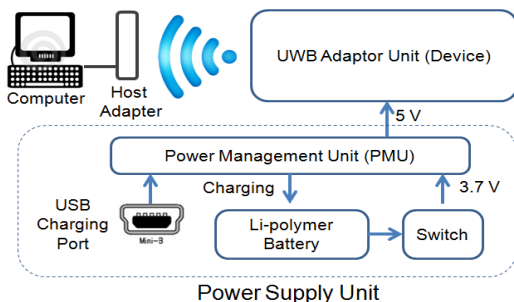 UWB Adaptor Unit (Device)
Computer
Host
Adapter
5 V
Power Management Unit (PMU)
USB
Charging
Port
Mini-B
Charging
3.7 V
Li-polymer
Battery
Switch
Power Supply Unit